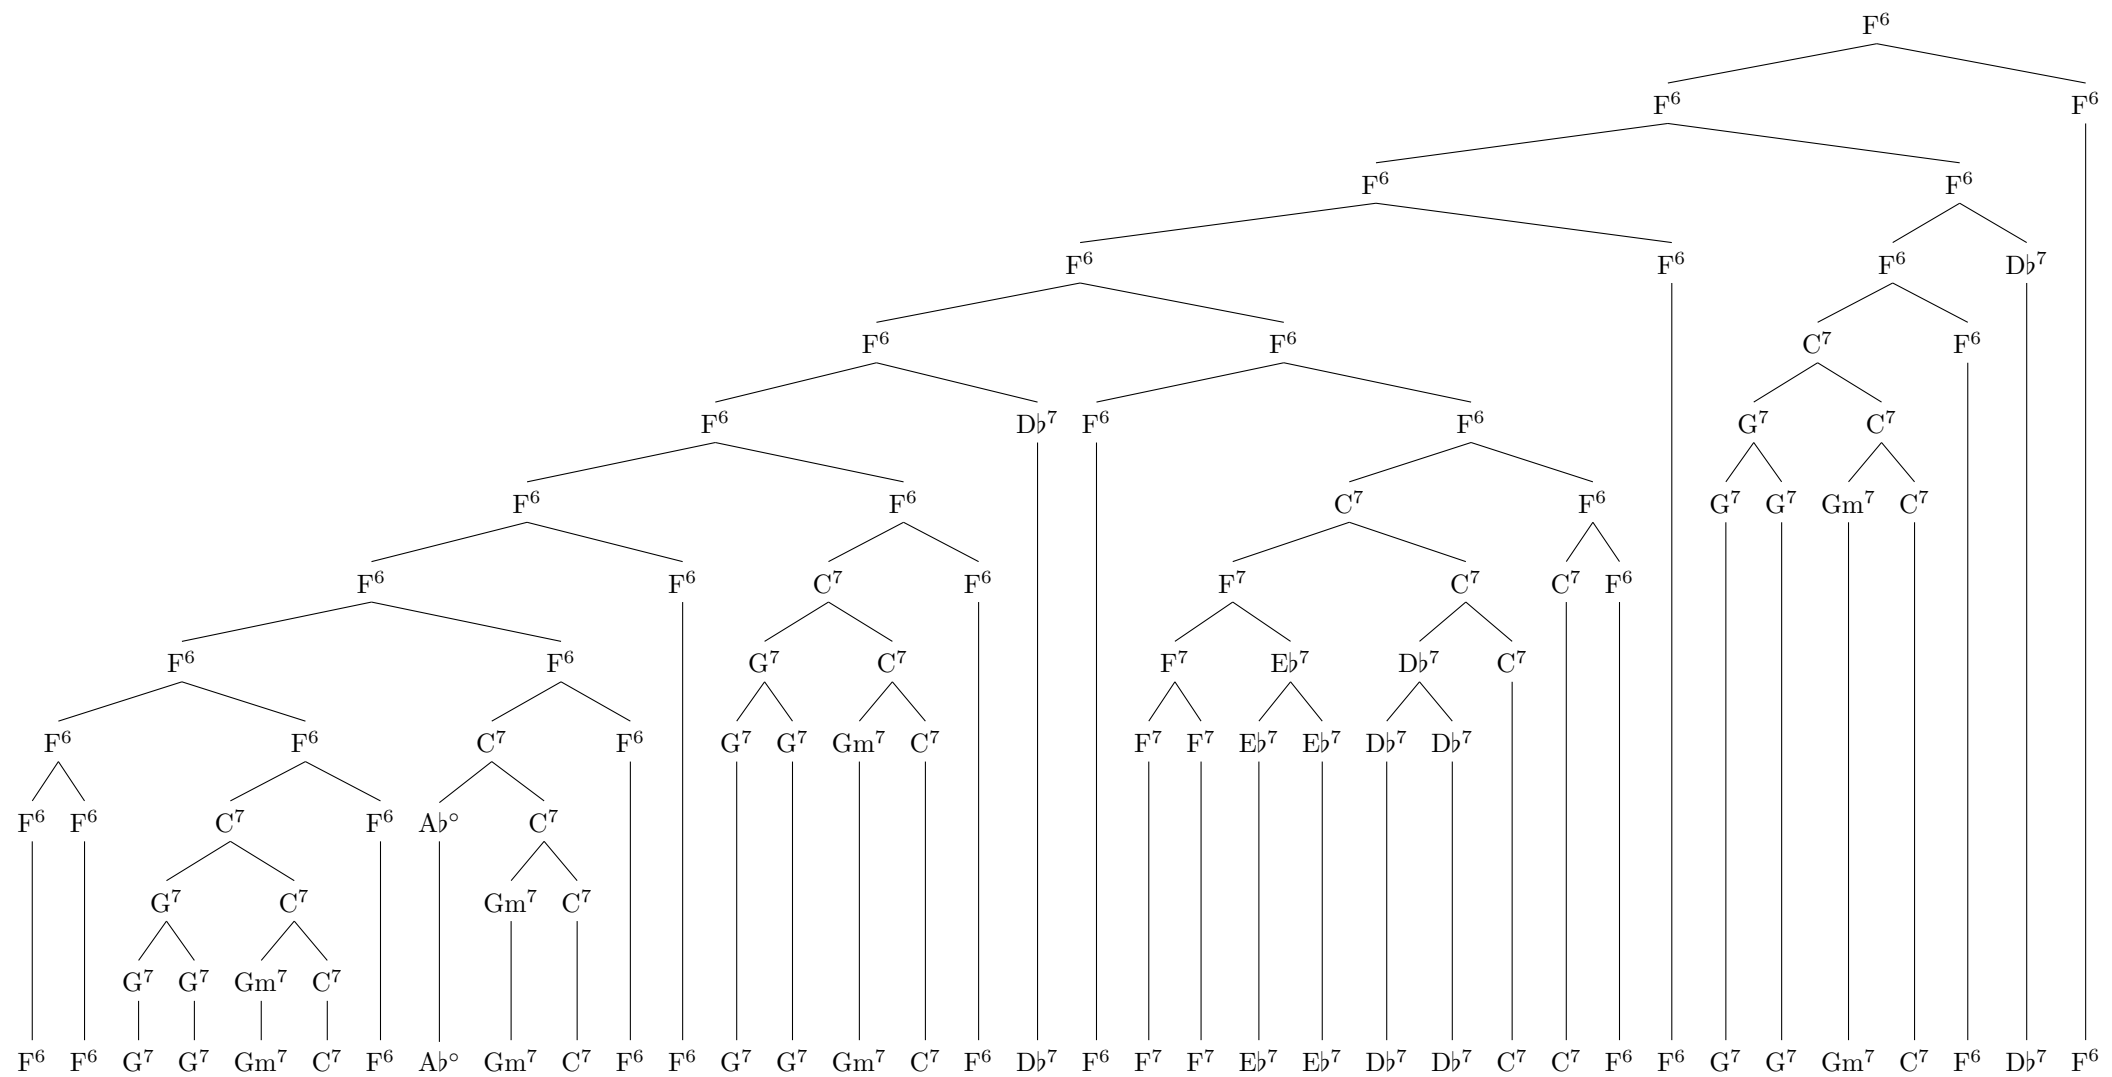 F⁶
F⁶ F⁶
F⁶ F⁶
F⁶ F⁶ F⁶ D♭⁷
F⁶ F⁶ C⁷ F⁶
F⁶ D♭⁷ F⁶ F⁶ G⁷ C⁷
F⁶ F⁶ C⁷ F⁶ G⁷ G⁷ Gm⁷ C⁷
F⁶ F⁶ C⁷ F⁶ F⁷ C⁷ C⁷ F⁶
F⁶ F⁶ G⁷ C⁷ F⁷ E♭⁷ D♭⁷ C⁷
F⁶ F⁶ C⁷ F⁶ G⁷ G⁷ Gm⁷ C⁷ F⁷ F⁷ E♭⁷ E♭⁷ D♭⁷ D♭⁷
F⁶ F⁶ C⁷ F⁶ A♭° C⁷
G⁷ C⁷ Gm⁷ C⁷
G⁷ G⁷ Gm⁷ C⁷
F⁶ F⁶ G⁷ G⁷ Gm⁷ C⁷ F⁶ A♭° Gm⁷ C⁷ F⁶ F⁶ G⁷ G⁷ Gm⁷ C⁷ F⁶ D♭⁷ F⁶ F⁷ F⁷ E♭⁷ E♭⁷ D♭⁷ D♭⁷ C⁷ C⁷ F⁶ F⁶ G⁷ G⁷ Gm⁷ C⁷ F⁶ D♭⁷ F⁶